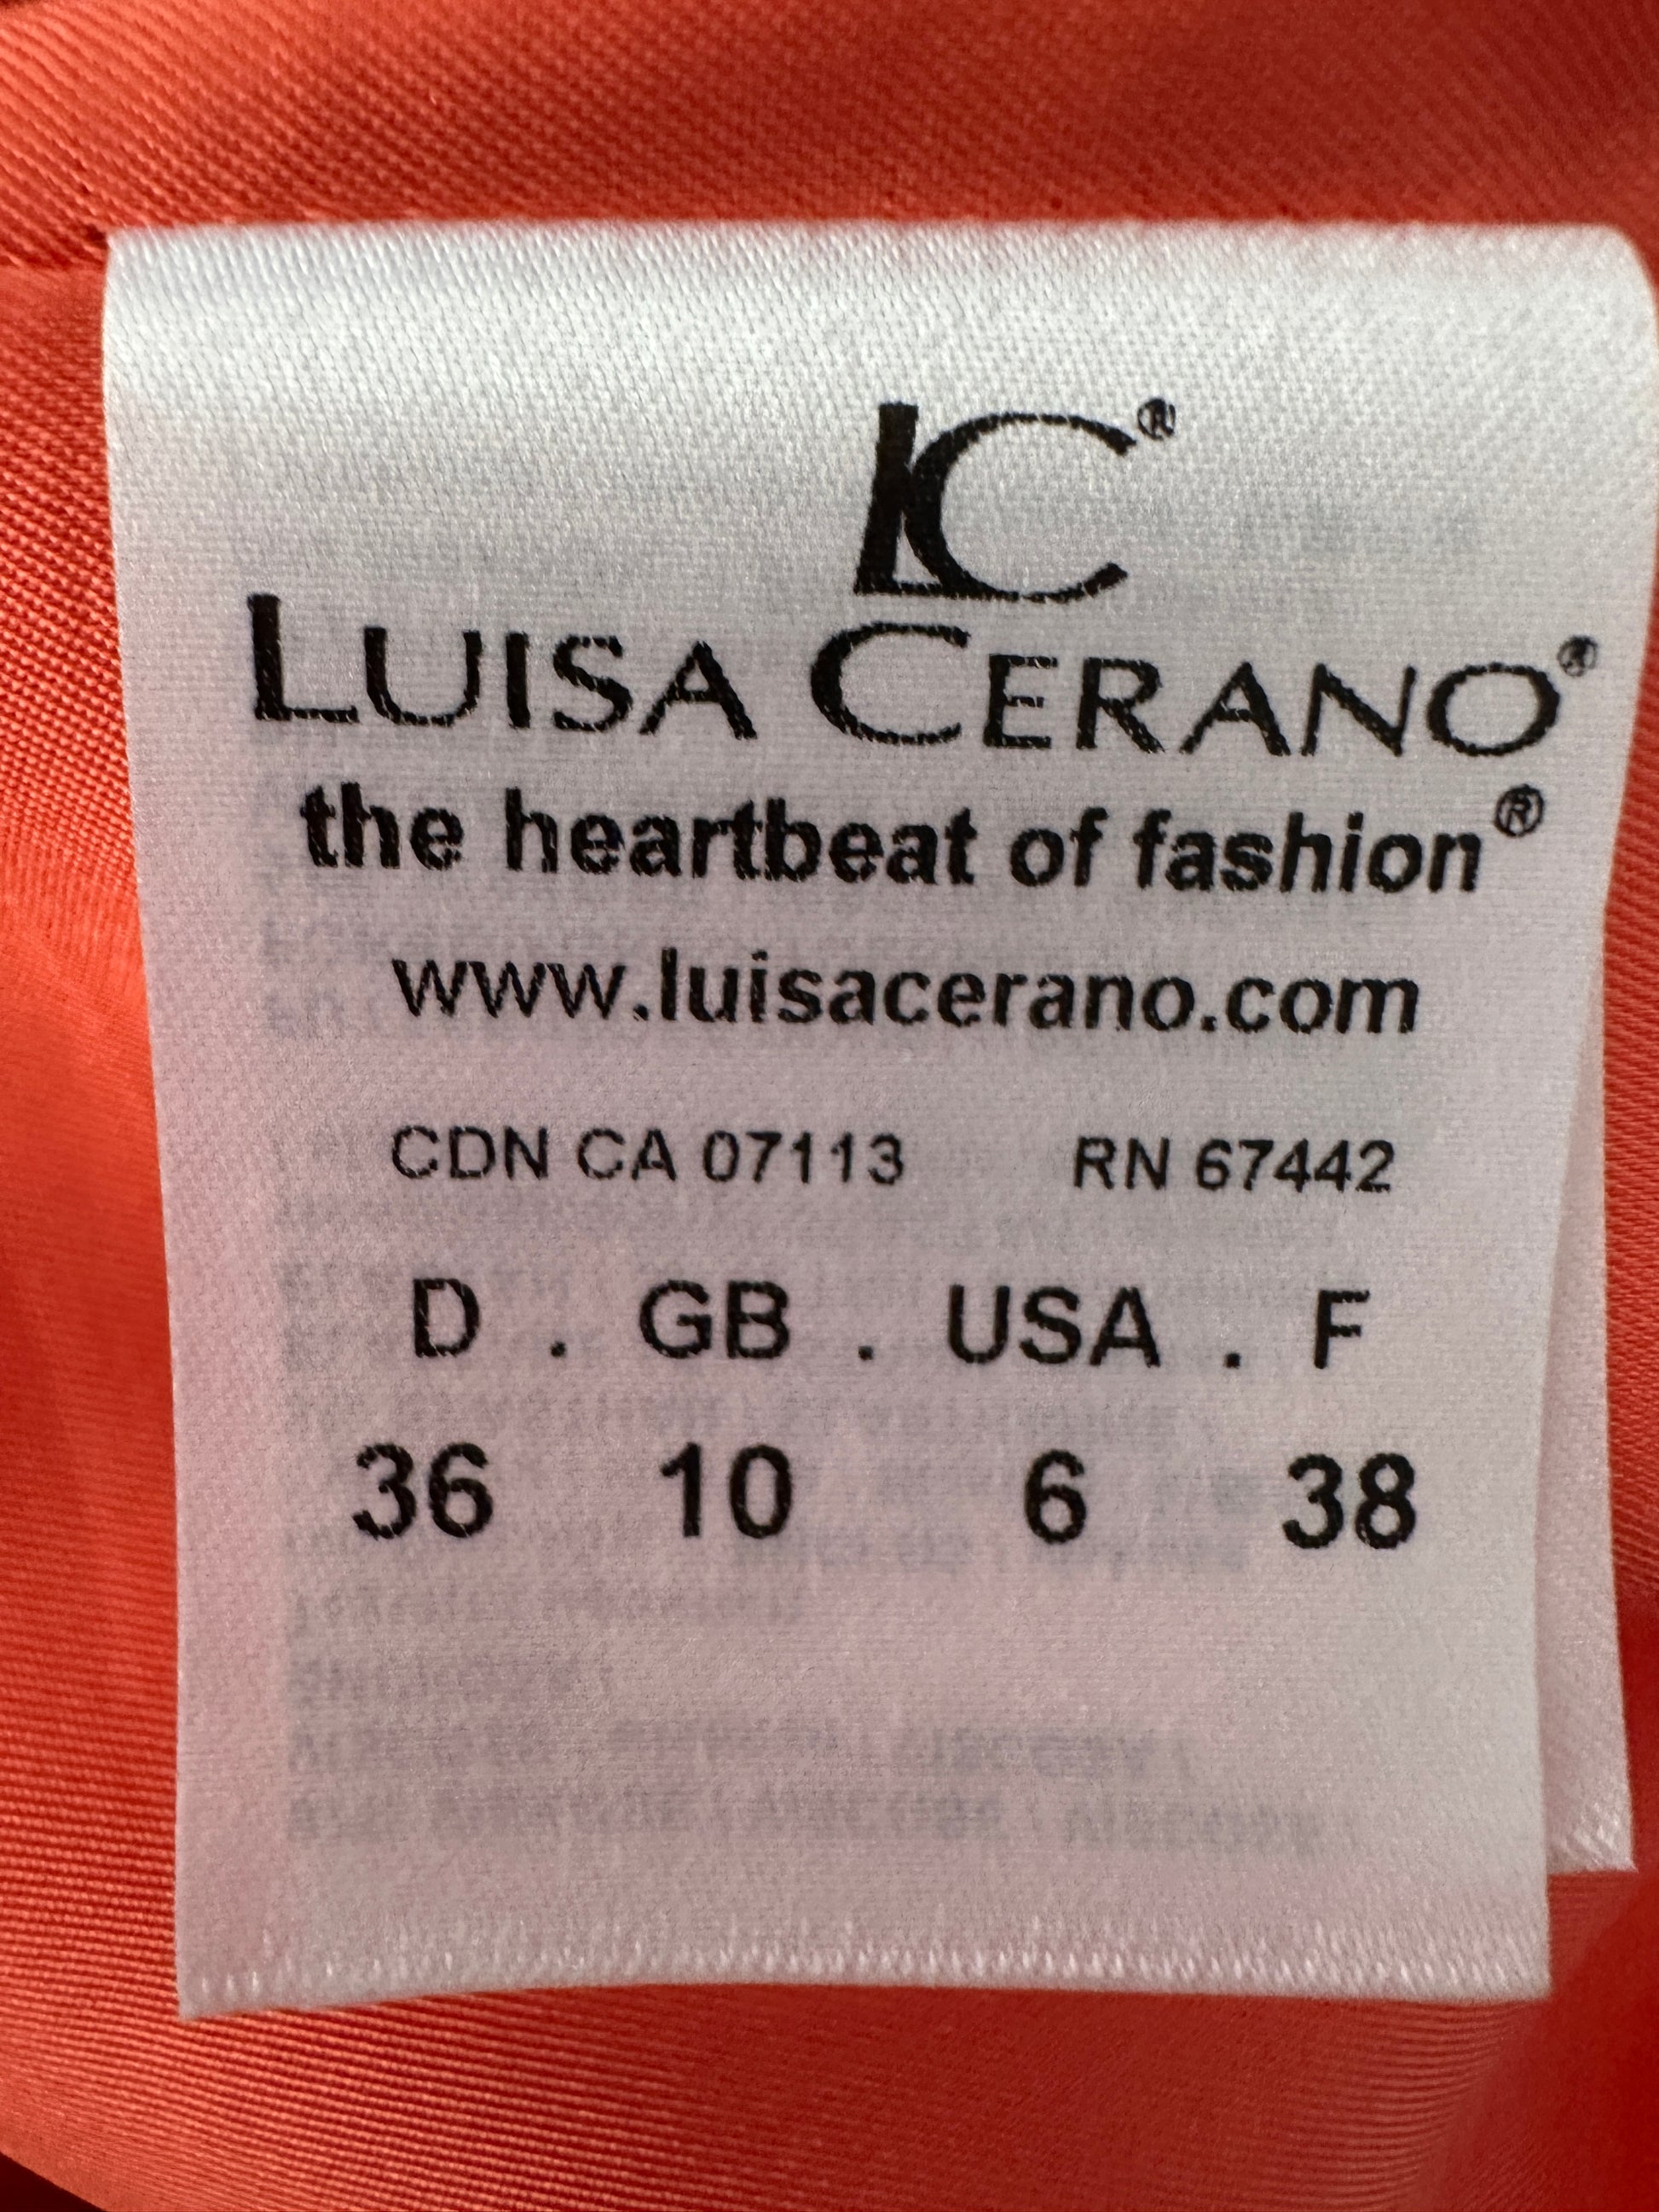 LC®
LUISA CERANO®
the heartbeat of fashion®
www.luisacerano.com
CDN CA 07113 RN 67442
D . GB . USA . F
36 10 6 38